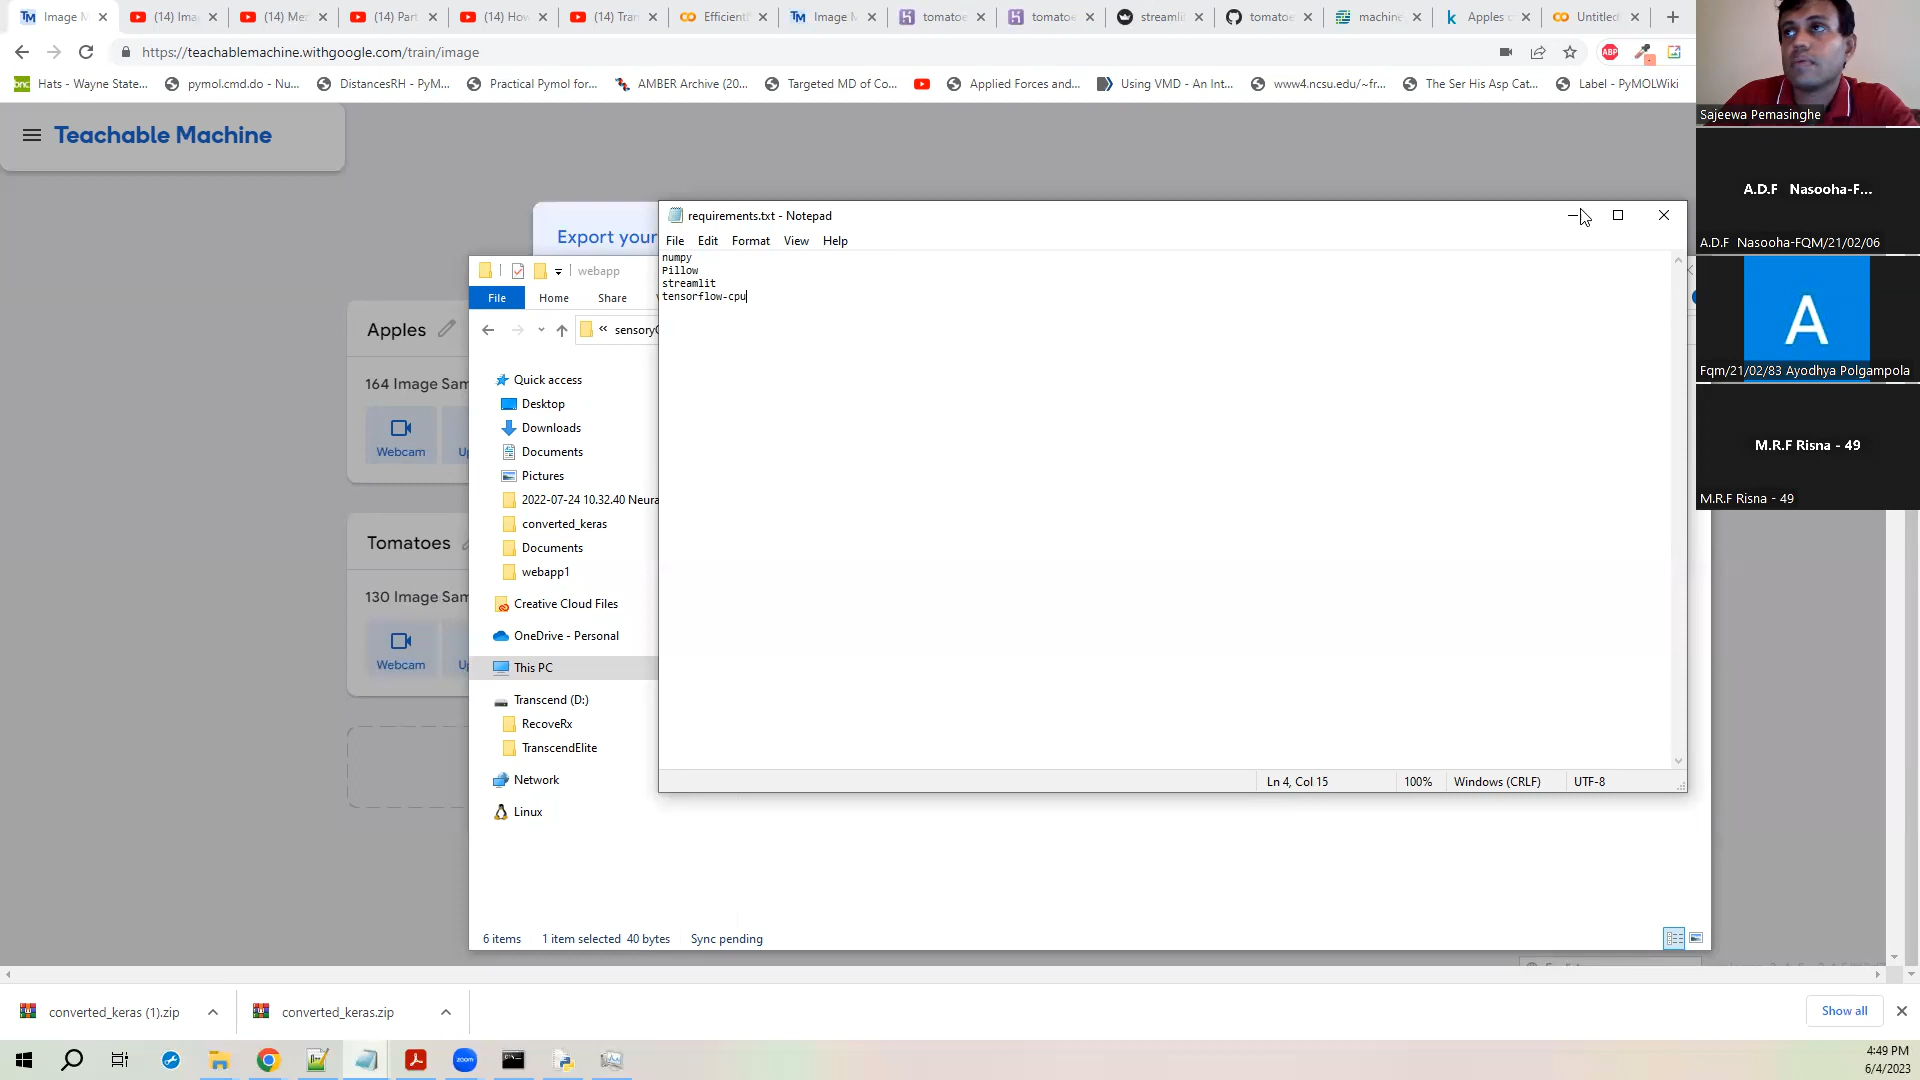 Image M
(14) Ima
(14) Me
(14) Part
(14) How
(14) Tran
Efficient
Image M
tomatoe
tomatoe
streamli
tomatoe
machine
Apples c
Untitled
https://teachablemachine.withgoogle.com/train/image
ABP
bnc
Hats - Wayne State...
pymol.cmd.do - Nu...
DistancesRH - PyM...
Practical Pymol for...
AMBER Archive (20...
Targeted MD of Co...
Applied Forces and...
Using VMD - An Int...
www4.ncsu.edu/~fr...
The Ser His Asp Cat...
Label - PyMOLWiki
Teachable Machine
Export your
requirements.txt - Notepad
File Edit Format View Help
numpy
Pillow
streamlit
tensorflow-cpu
Ln 4, Col 15
100%
Windows (CRLF)
UTF-8
webapp
File Home Share
« sensory
Quick access
Desktop
Downloads
Documents
Pictures
2022-07-24 10.32.40 Neura
converted_keras
Documents
webapp1
Creative Cloud Files
OneDrive - Personal
This PC
Transcend (D:)
RecoveRx
TranscendElite
Network
Linux
6 items 1 item selected 40 bytes Sync pending
Apples
164 Image Sam
Webcam
Up
Tomatoes
130 Image Sam
Webcam
Up
Sajeewa Pemasinghe
A.D.F Nasooha-F...
A.D.F Nasooha-FQM/21/02/06
A
Fqm/21/02/83 Ayodhya Polgampola
M.R.F Risna - 49
M.R.F Risna - 49
converted_keras (1).zip
converted_keras.zip
Show all
zoom
4:49 PM
6/4/2023